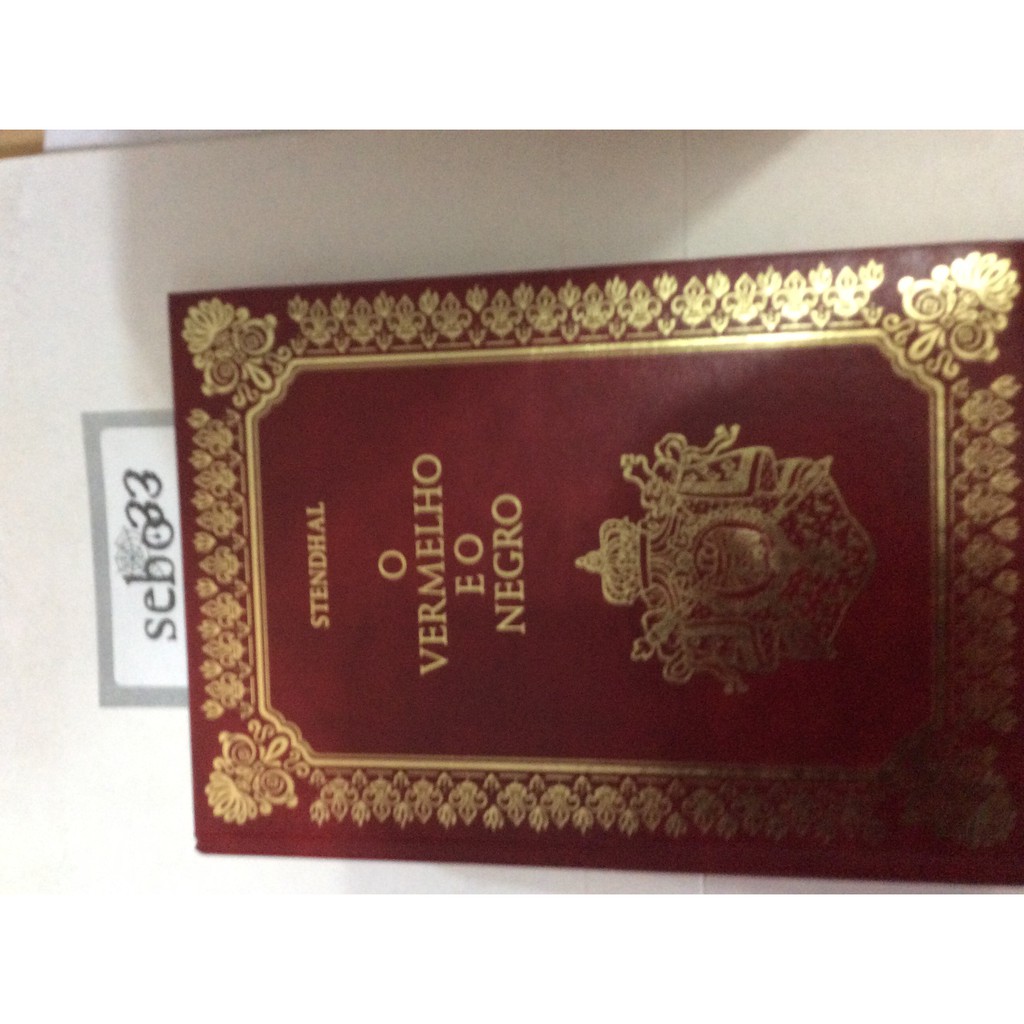 sebo33
STENDHAL
O
VERMELHO
E O
NEGRO